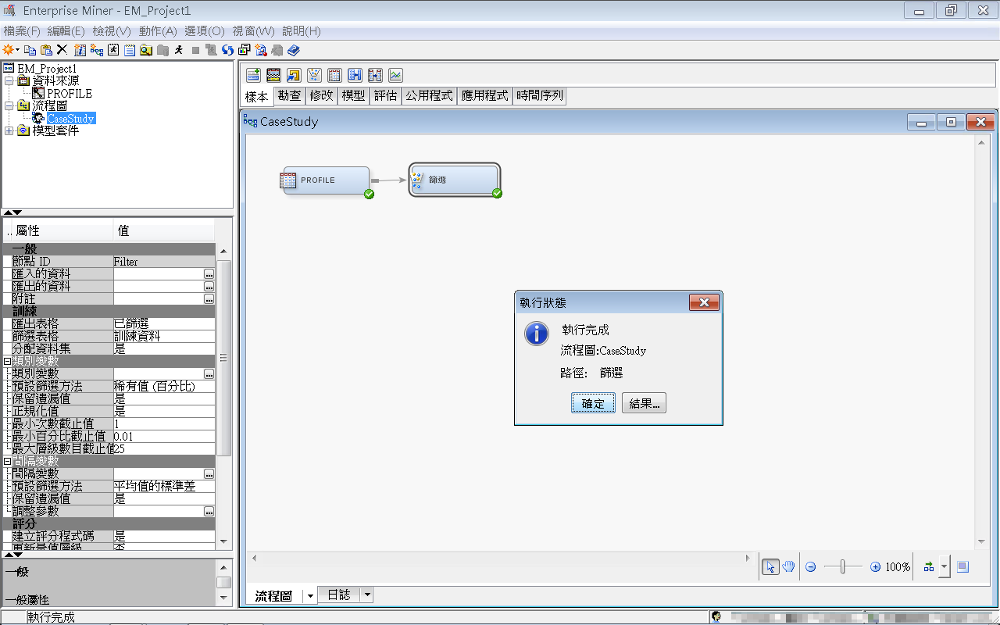 Enterprise Miner - EM_Project1
檔案(F) 編輯(E) 檢視(V) 動作(A) 選項(O) 視窗(W) 說明(H)
EM_Project1
資料來源
PROFILE
流程圖
CaseStudy
模型套件
.. 屬性 值
一般
節點 ID Filter
匯入的資料 ...
匯出的資料 ...
附註 ...
訓練
匯出表格 已篩選
篩選表格 訓練資料
分配資料集 是
類別變數
類別變數 ...
預設篩選方法 稀有值 (百分比)
保留遺漏值 是
正規化值 是
最小次數截止值 1
最小百分比截止值 0.01
最大層級數目截止值 25
間隔變數
間隔變數 ...
預設篩選方法 平均值的標準差
保留遺漏值 是
調整參數 ...
評分
建立評分程式碼 是
重新量值層級 否
一般
一般屬性
執行完成
樣本 勘查 修改 模型 評估 公用程式 應用程式 時間序列
CaseStudy
PROFILE
篩選
執行狀態
執行完成
流程圖:CaseStudy
路徑: 篩選
確定 結果...
100%
流程圖 日誌